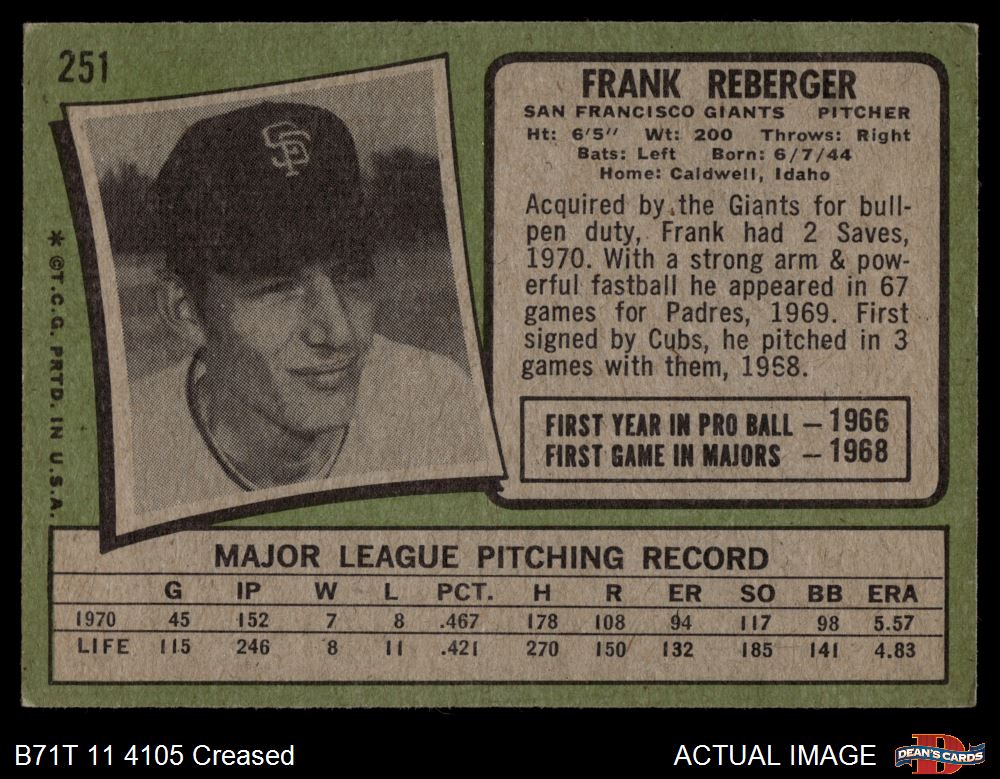 251
FRANK REBERGER
SAN FRANCISCO GIANTS PITCHER
Ht: 6'5" Wt: 200 Throws: Right
Bats: Left Born: 6/7/44
Home: Caldwell, Idaho
Acquired by the Giants for bull-
pen duty, Frank had 2 Saves,
1970. With a strong arm & pow-
erful fastball he appeared in 67
games for Padres, 1969. First
signed by Cubs, he pitched in 3
games with them, 1968.
FIRST YEAR IN PRO BALL – 1966
FIRST GAME IN MAJORS – 1968
SF
* © T.C.G. PRTD. IN U.S.A.
MAJOR LEAGUE PITCHING RECORD
G IP W L PCT. H R ER SO BB ERA
1970 45 152 7 8 .467 178 108 94 117 98 5.57
LIFE 115 246 8 11 .421 270 150 132 185 141 4.83
B71T 11 4105 Creased
ACTUAL IMAGE
DEAN'S CARDS